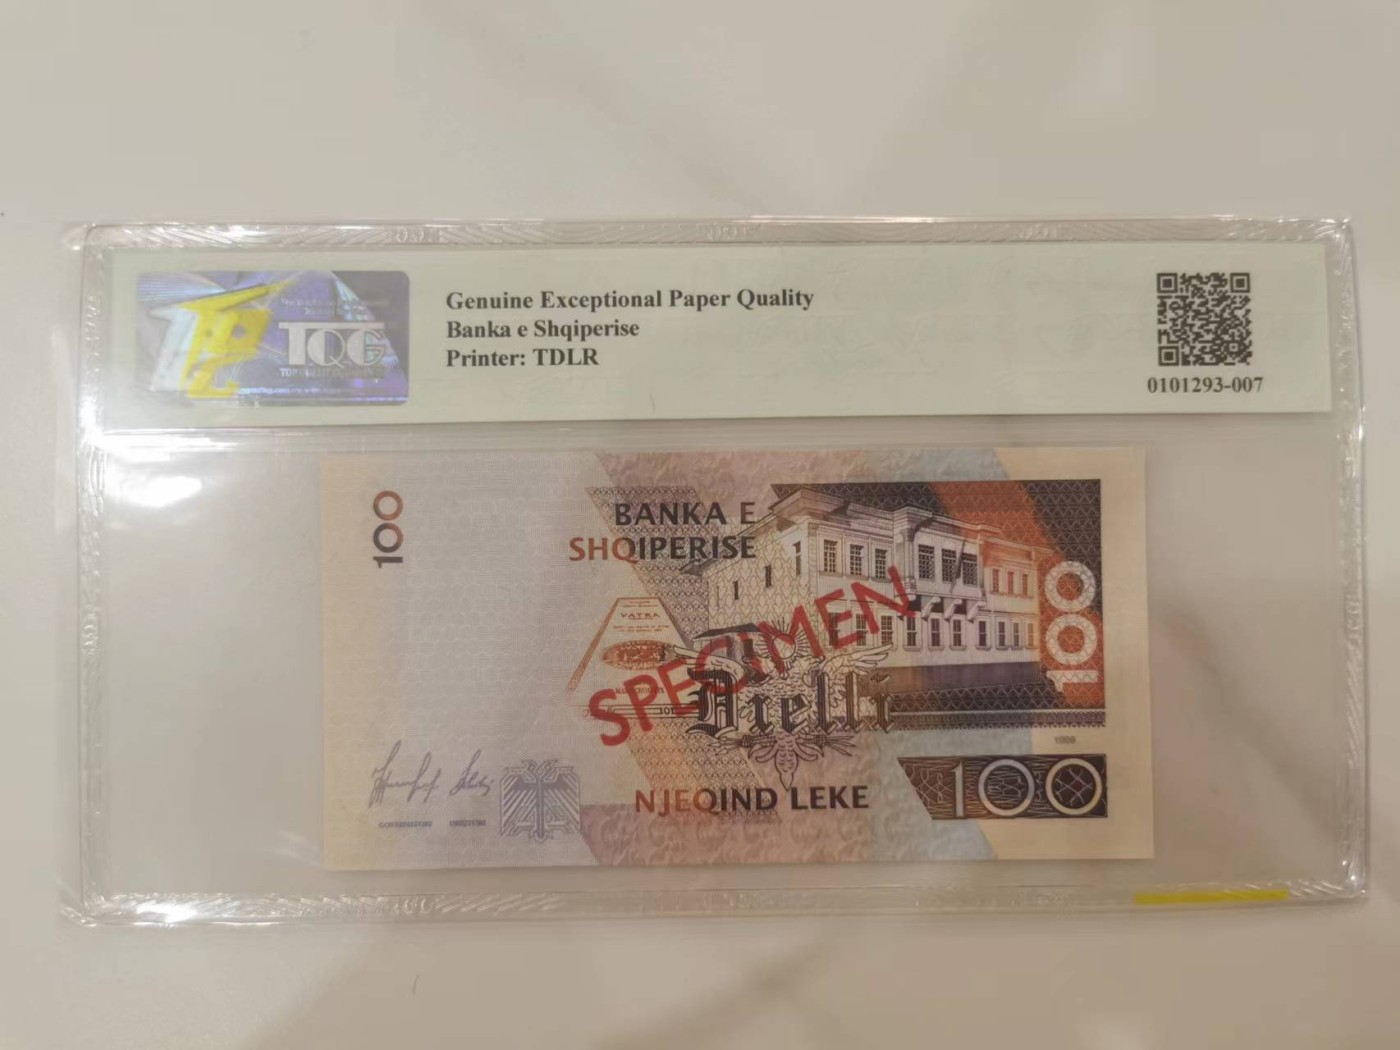 TQG
Genuine Exceptional Paper Quality
Banka e Shqiperise
Printer: TDLR
0101293-007
100
BANKA E
SHQIPERISE
100
VATRA
SPECIMEN
Dielli
NJEQIND LEKE
100